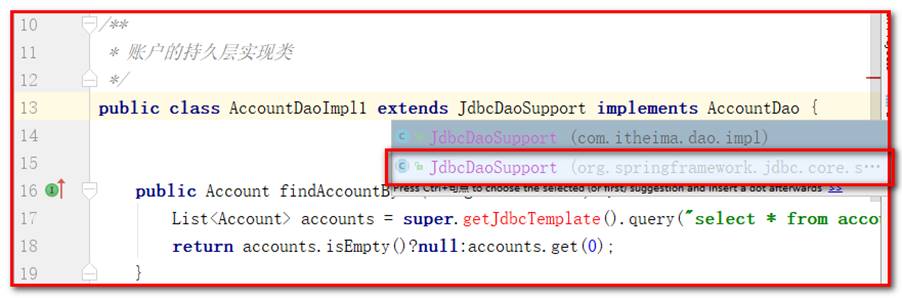 10 /**
11 * 账户的持久层实现类
12 */
13 public class AccountDaoImpl1 extends JdbcDaoSupport implements AccountDao {
14 JdbcDaoSupport (com.itheima.dao.impl)
15 JdbcDaoSupport (org.springframework.jdbc.core.s…
16 public Account findAccountB
Press Ctrl+句点 to choose the selected (or first) suggestion and insert a dot afterwards >>
17 List<Account> accounts = super.getJdbcTemplate().query("select * from accou
18 return accounts.isEmpty()?null:accounts.get(0);
19 }